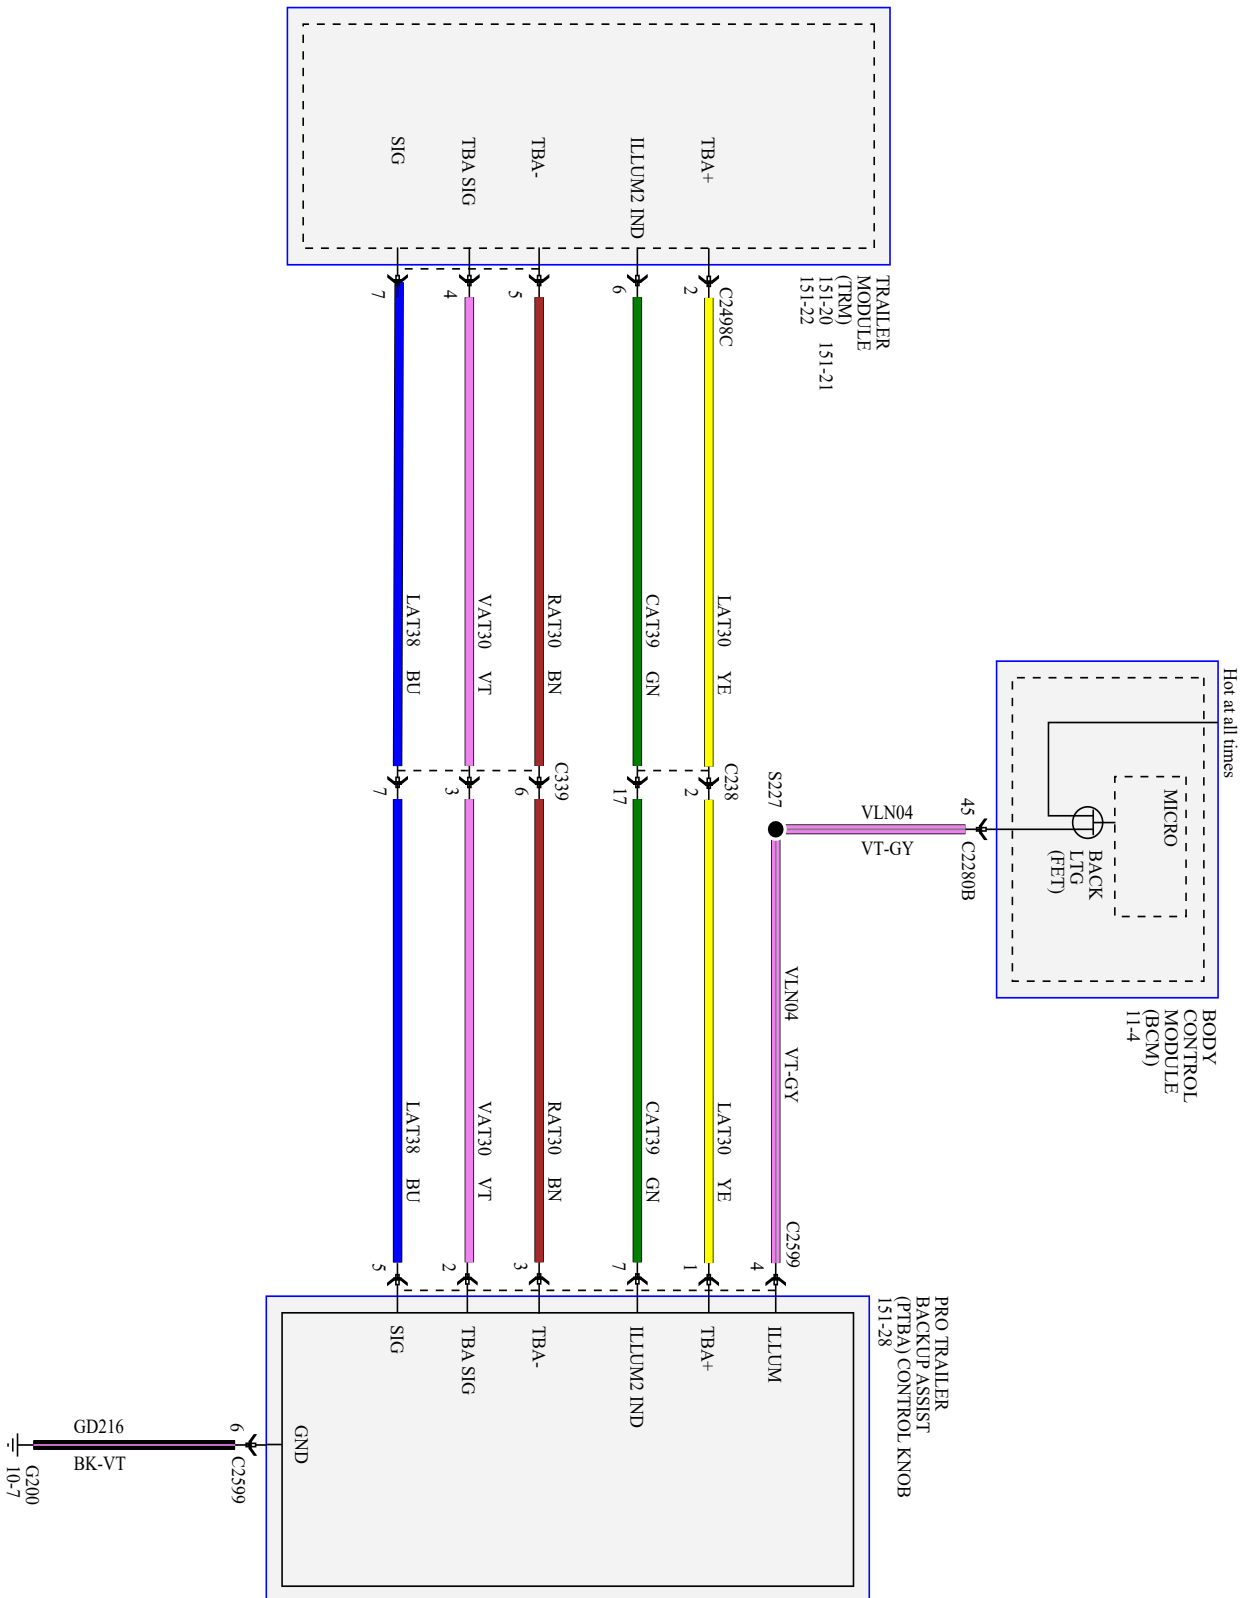 Hot at all times
MICRO
BACK
LTG
(FET)
BODY
CONTROL
MODULE
(BCM)
11-4
45
C2280B
VLN04
VT-GY
S227
VLN04 VT-GY
C2599
4
TRAILER
MODULE
(TRM)
151-20 151-21
151-22
TBA+
ILLUM2 IND
TBA-
TBA SIG
SIG
C2498C
2
6
5
4
7
LAT30 YE
CAT39 GN
RAT30 BN
VAT30 VT
LAT38 BU
C238
2
17
C339
6
3
7
LAT30 YE
CAT39 GN
RAT30 BN
VAT30 VT
LAT38 BU
1
7
3
2
5
PRO TRAILER
BACKUP ASSIST
(PTBA) CONTROL KNOB
151-28
ILLUM
TBA+
ILLUM2 IND
TBA-
TBA SIG
SIG
GND
6
C2599
GD216
BK-VT
G200
10-7